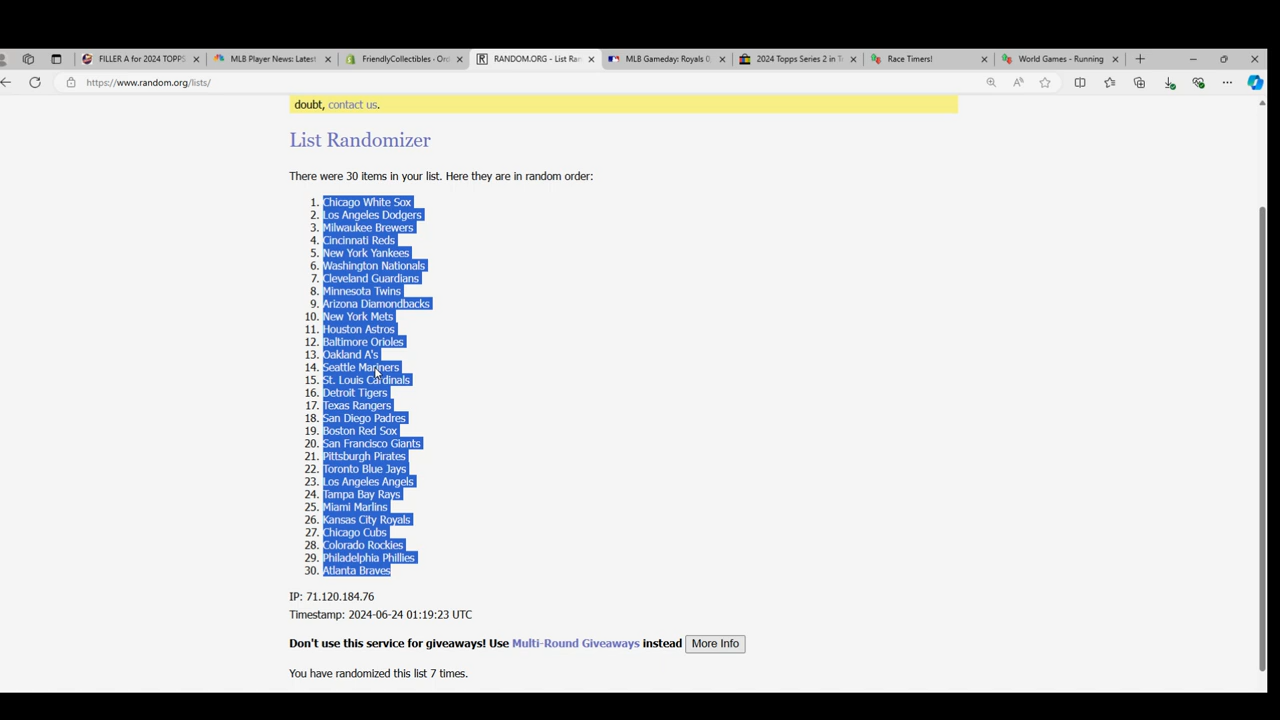 FILLER A for 2024 TOPPS
MLB Player News: Latest
FriendlyCollectibles - Ord
RANDOM.ORG - List Ran
MLB Gameday: Royals 0,
2024 Topps Series 2 in T
Race Timers!
World Games - Running
https://www.random.org/lists/
doubt, contact us.
List Randomizer
There were 30 items in your list. Here they are in random order:
1. Chicago White Sox
2. Los Angeles Dodgers
3. Milwaukee Brewers
4. Cincinnati Reds
5. New York Yankees
6. Washington Nationals
7. Cleveland Guardians
8. Minnesota Twins
9. Arizona Diamondbacks
10. New York Mets
11. Houston Astros
12. Baltimore Orioles
13. Oakland A's
14. Seattle Mariners
15. St. Louis Cardinals
16. Detroit Tigers
17. Texas Rangers
18. San Diego Padres
19. Boston Red Sox
20. San Francisco Giants
21. Pittsburgh Pirates
22. Toronto Blue Jays
23. Los Angeles Angels
24. Tampa Bay Rays
25. Miami Marlins
26. Kansas City Royals
27. Chicago Cubs
28. Colorado Rockies
29. Philadelphia Phillies
30. Atlanta Braves
IP: 71.120.184.76
Timestamp: 2024-06-24 01:19:23 UTC
Don't use this service for giveaways! Use Multi-Round Giveaways instead More Info
You have randomized this list 7 times.